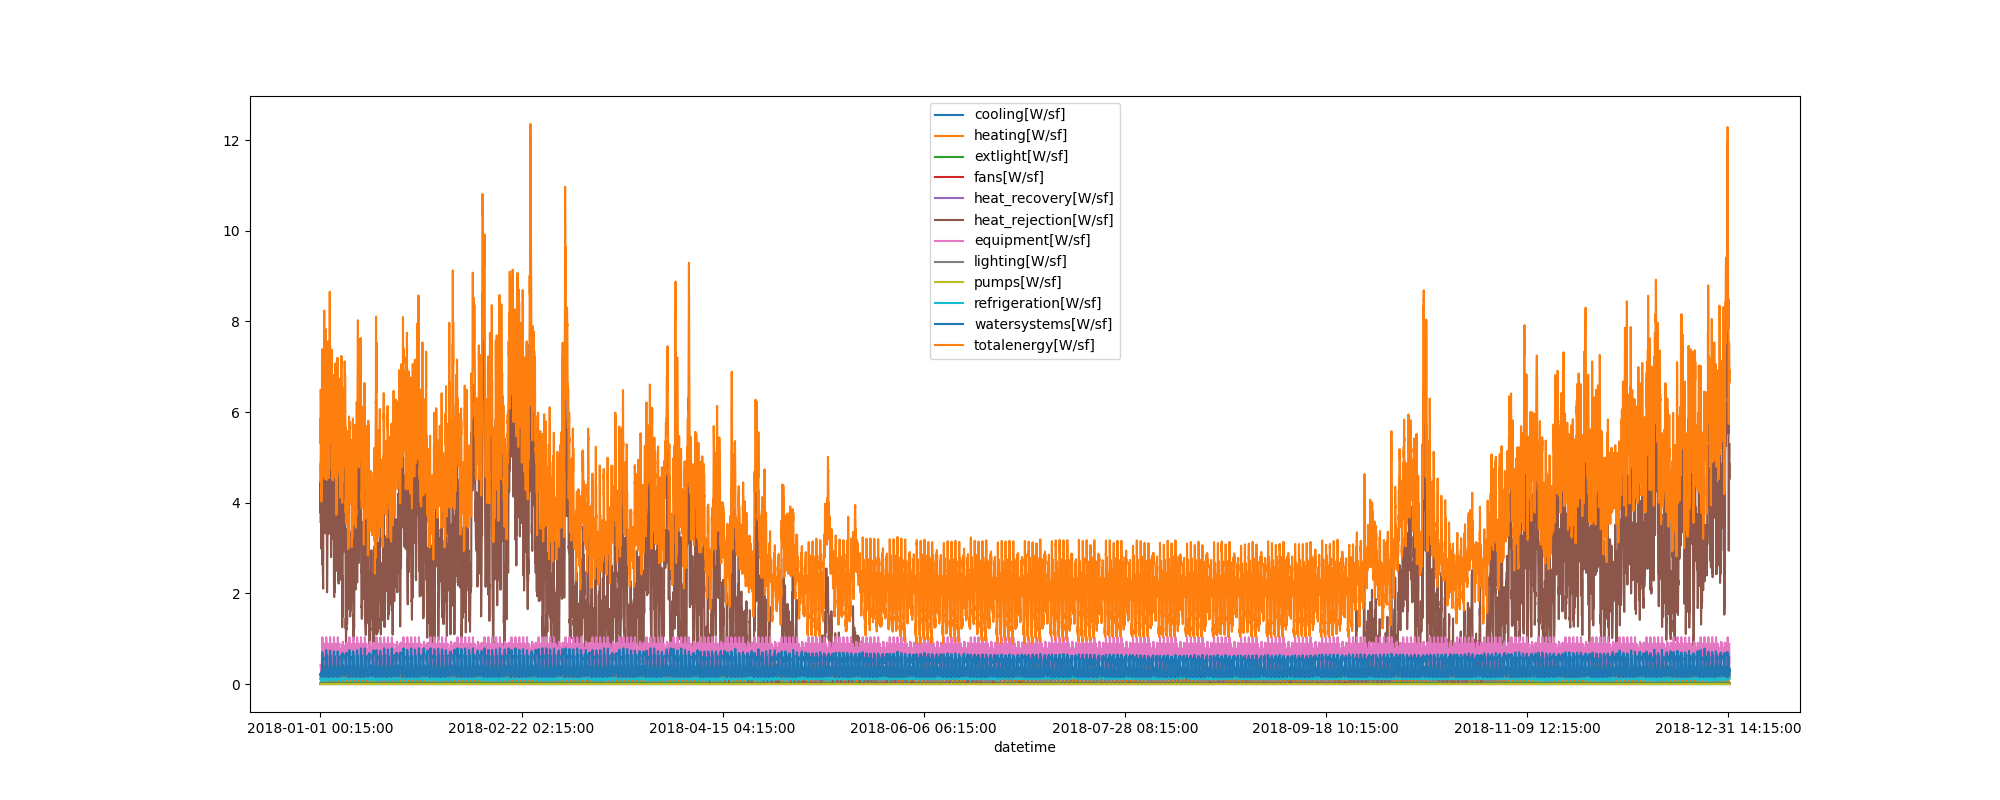 12
10
8
6
4
2
0
cooling[W/sf]
heating[W/sf]
extlight[W/sf]
fans[W/sf]
heat_recovery[W/sf]
heat_rejection[W/sf]
equipment[W/sf]
lighting[W/sf]
pumps[W/sf]
refrigeration[W/sf]
watersystems[W/sf]
totalenergy[W/sf]
2018-01-01 00:15:00 2018-02-22 02:15:00 2018-04-15 04:15:00 2018-06-06 06:15:00 2018-07-28 08:15:00 2018-09-18 10:15:00 2018-11-09 12:15:00 2018-12-31 14:15:00
datetime